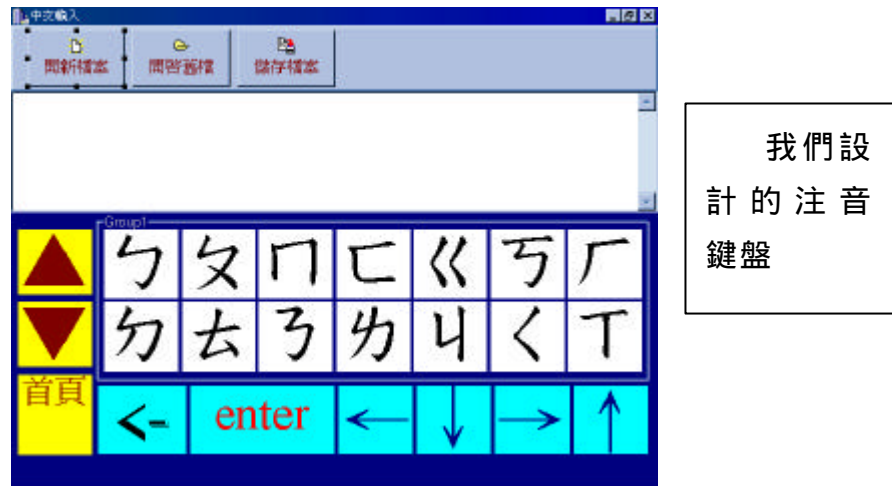 中文輸入
開新檔案 開啓舊檔 儲存檔案
Group1
ㄅ ㄆ ㄇ ㄈ ㄍ ㄎ ㄏ
ㄉ ㄊ ㄋ ㄌ ㄐ ㄑ ㄒ
首頁
<- enter ← ↓ → ↑
我們設
計的注音
鍵盤